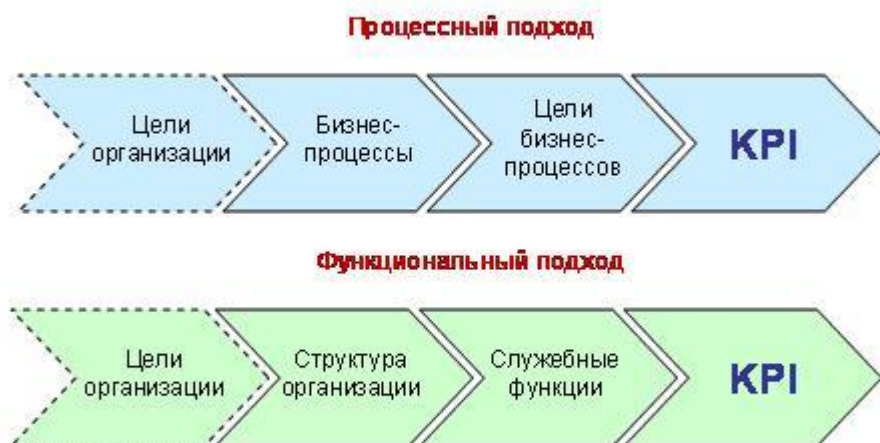 Процессный подход
Цели
организации
Бизнес-
процессы
Цели
бизнес-
процессов
KPI
Функциональный подход
Цели
организации
Структура
организации
Служебные
функции
KPI